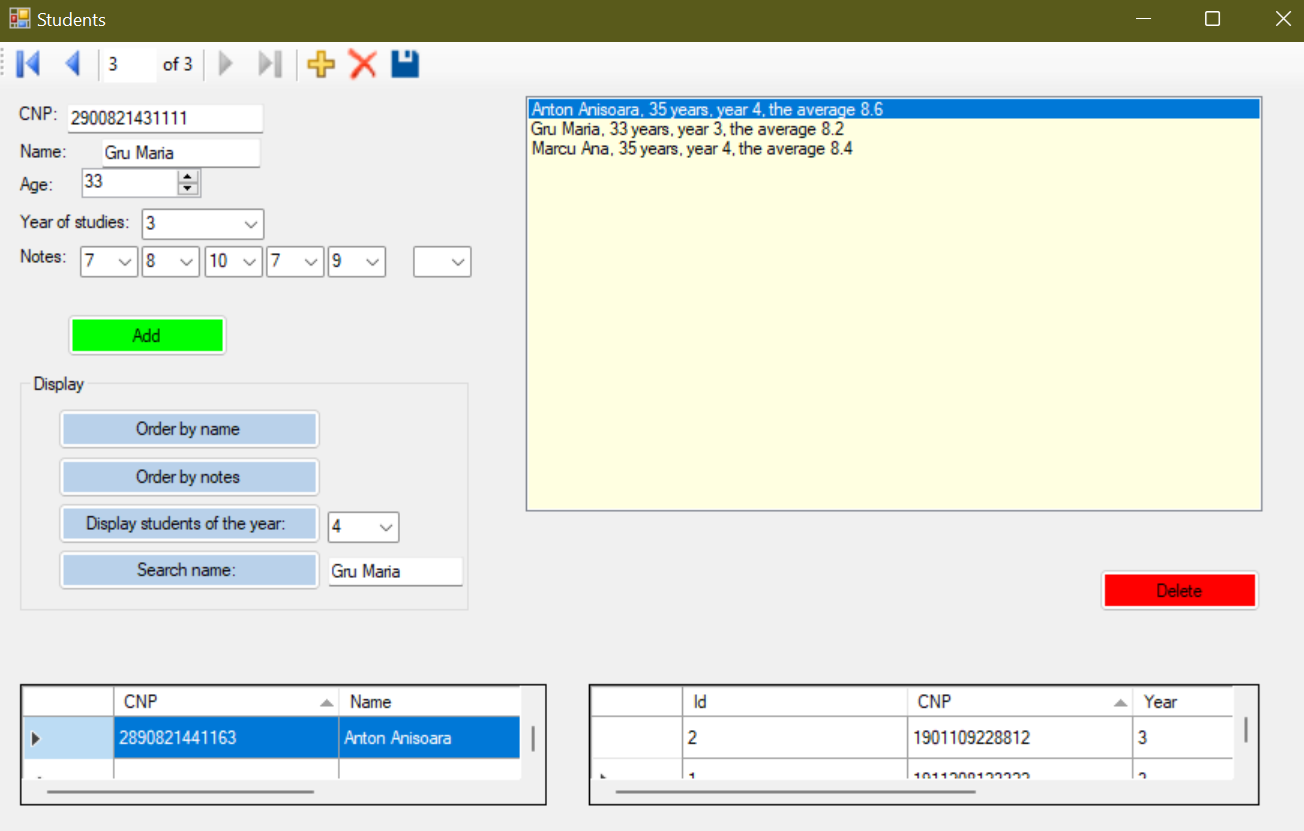 Students
3 of 3
CNP: 2900821431111
Name: Gru Maria
Age: 33
Year of studies: 3
Notes: 7 8 10 7 9
Add
Display
Order by name
Order by notes
Display students of the year: 4
Search name: Gru Maria
Anton Anisoara, 35 years, year 4, the average 8.6
Gru Maria, 33 years, year 3, the average 8.2
Marcu Ana, 35 years, year 4, the average 8.4
Delete
CNP Name
2890821441163 Anton Anisoara
Id CNP Year
2 1901109228812 3